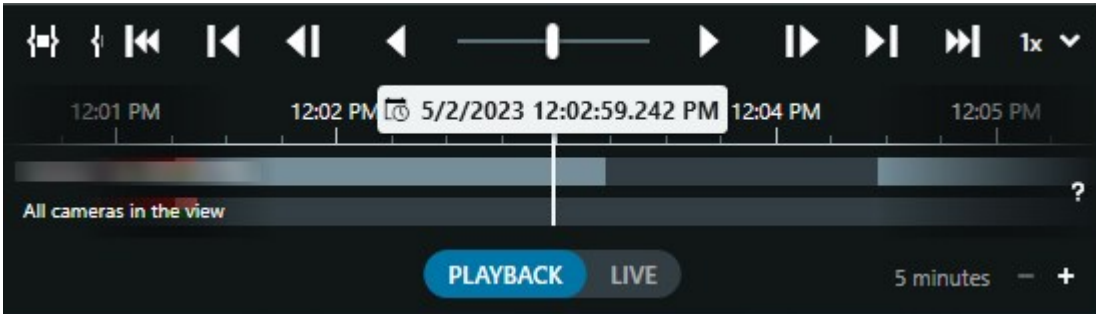 1x
12:01 PM
12:02 PM
5/2/2023 12:02:59.242 PM
12:04 PM
12:05 PM
?
All cameras in the view
PLAYBACK
LIVE
5 minutes